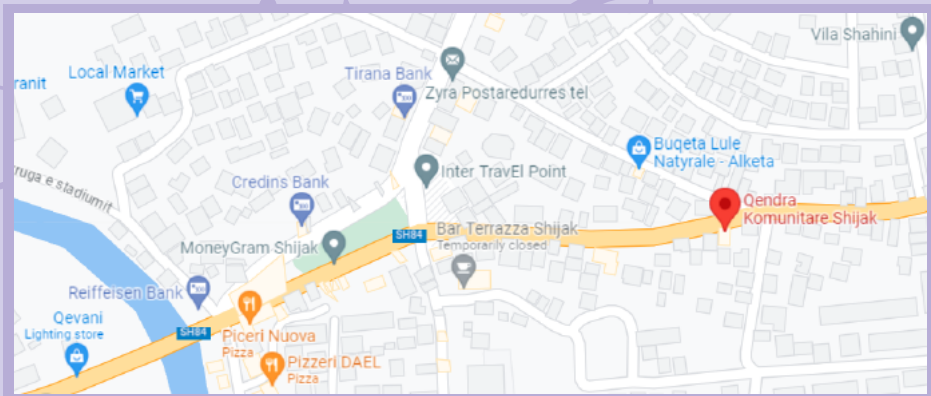 Vila Shahini
Local Market
ranit
Tirana Bank
Zyra Postaredurres tel
Buqeta Lule
Natyrale - Alketa
Inter TravEl Point
rruga e stadiumit
Credins Bank
Qendra
Komunitare Shijak
Bar Terrazza Shijak
Temporarily closed
SH84
MoneyGram Shijak
Reiffeisen Bank
Qevani
Lighting store
SH84
Piceri Nuova
Pizza
Pizzeri DAEL
Pizza